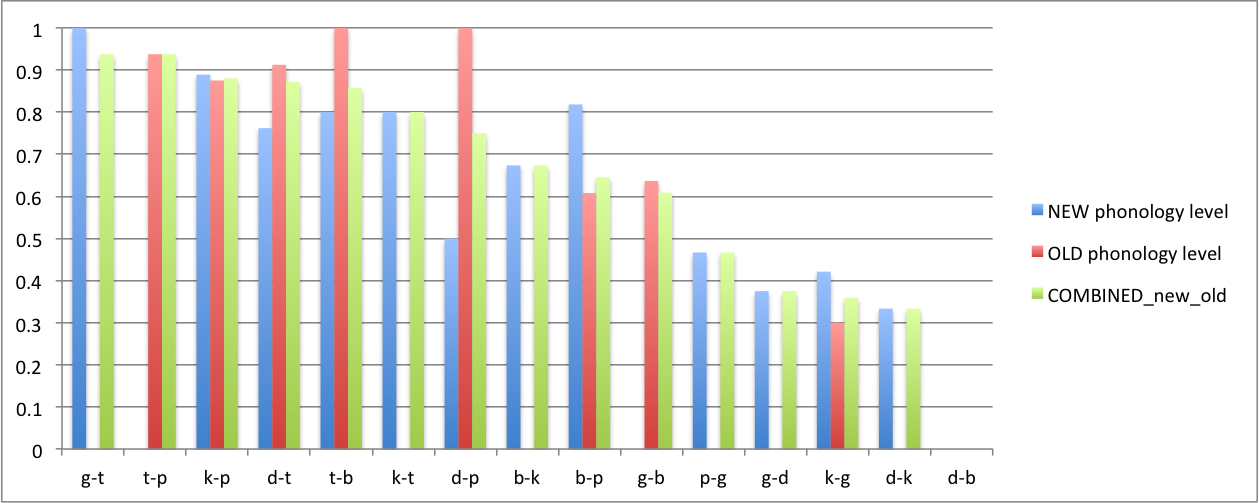 1
0.9
0.8
0.7
0.6
0.5
0.4
0.3
0.2
0.1
0
g-t t-p k-p d-t t-b k-t d-p b-k b-p g-b p-g g-d k-g d-k d-b
NEW phonology level
OLD phonology level
COMBINED_new_old